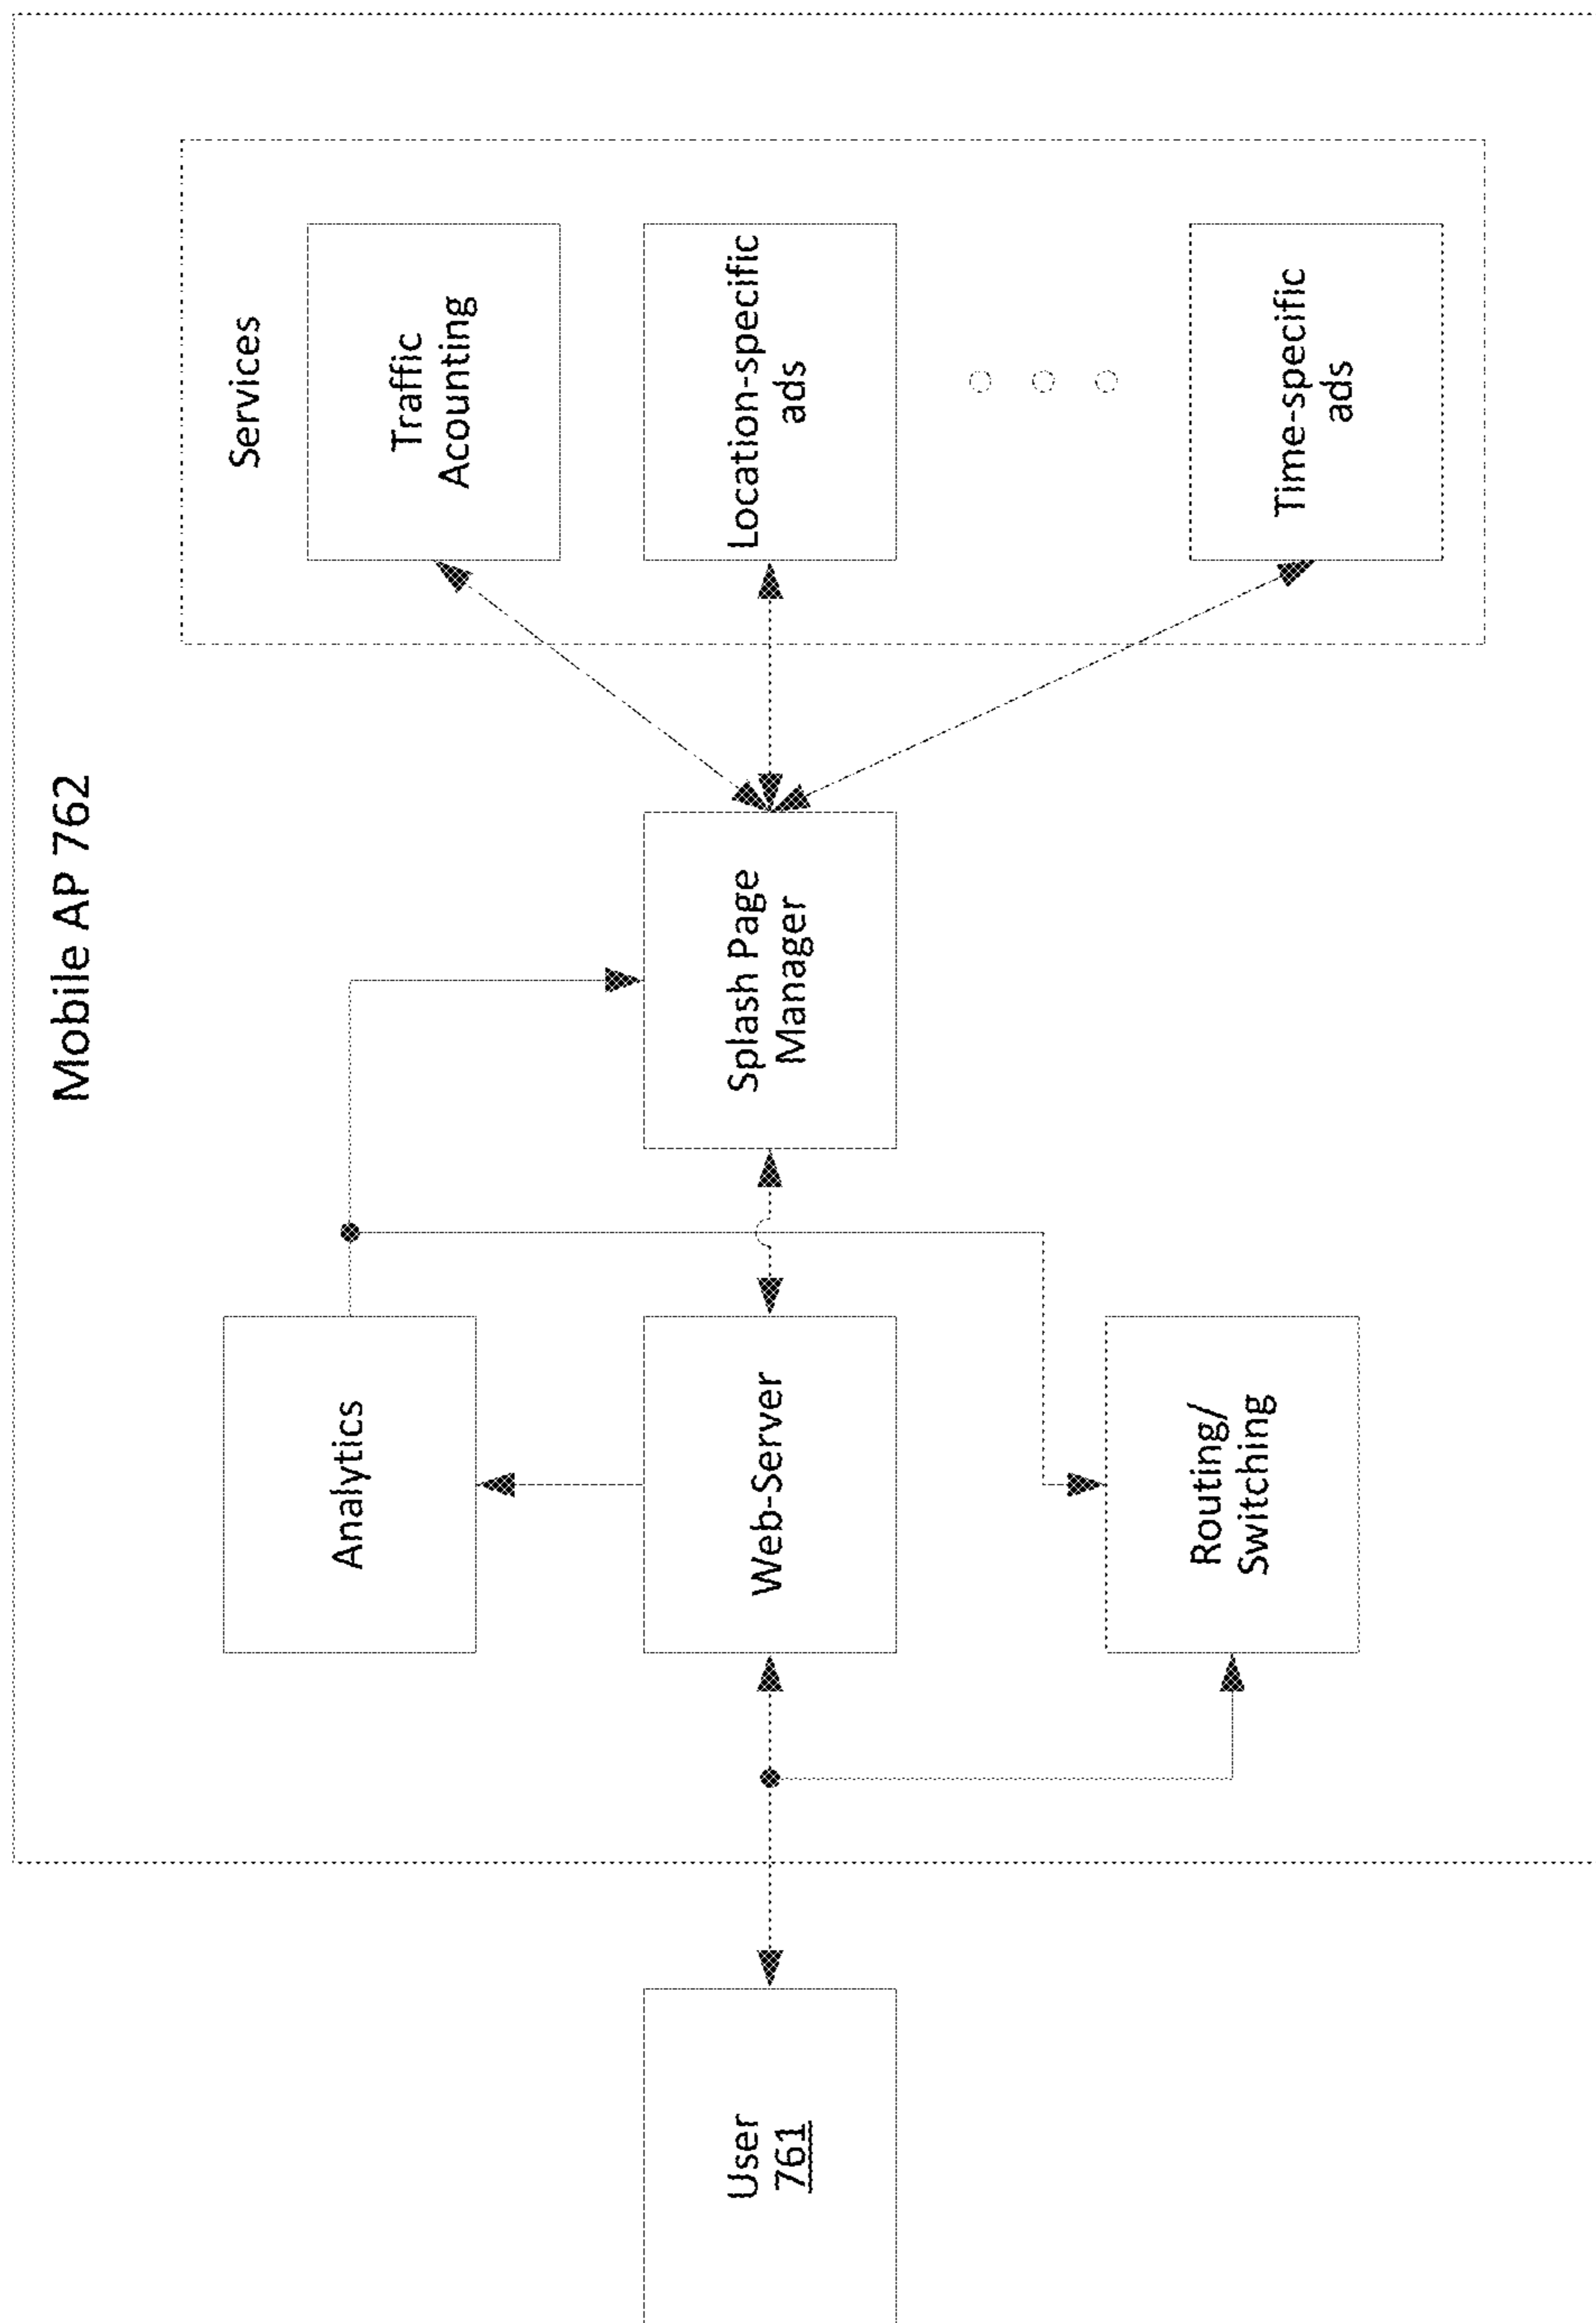 Mobile AP 762
User
761
Analytics
Web-Server
Routing/
Switching
Splash Page
Manager
Services
Traffic
Acounting
Location-specific
ads
Time-specific
ads